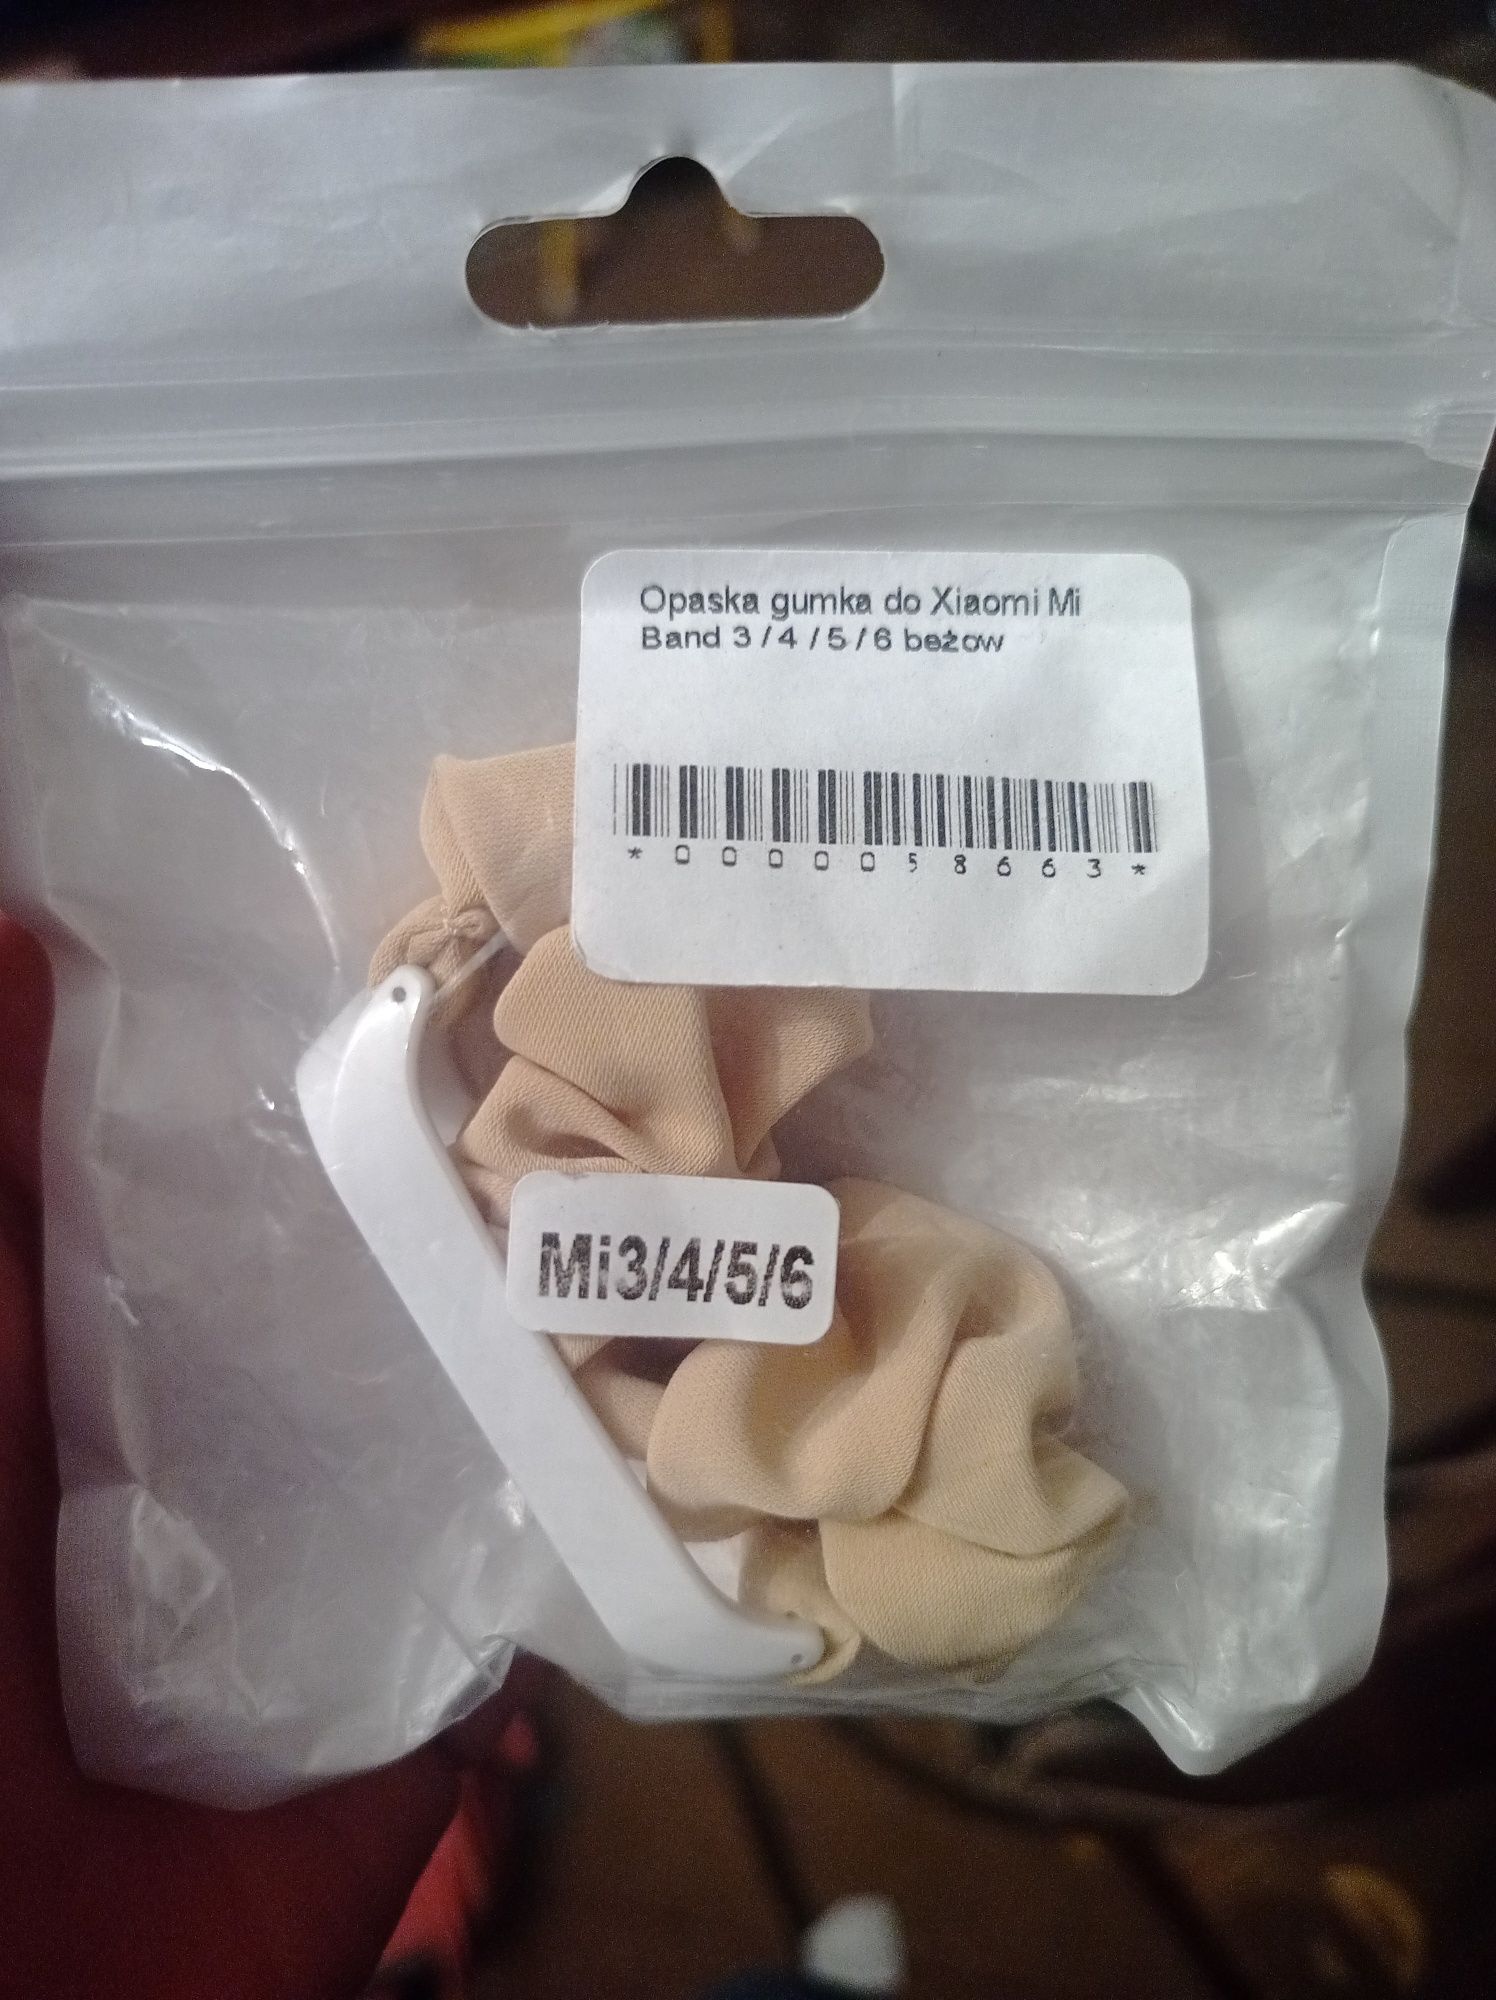 Opaska gumka do Xiaomi Mi
Band 3 / 4 / 5 / 6 beżow
*0000058663*
Mi3/4/5/6